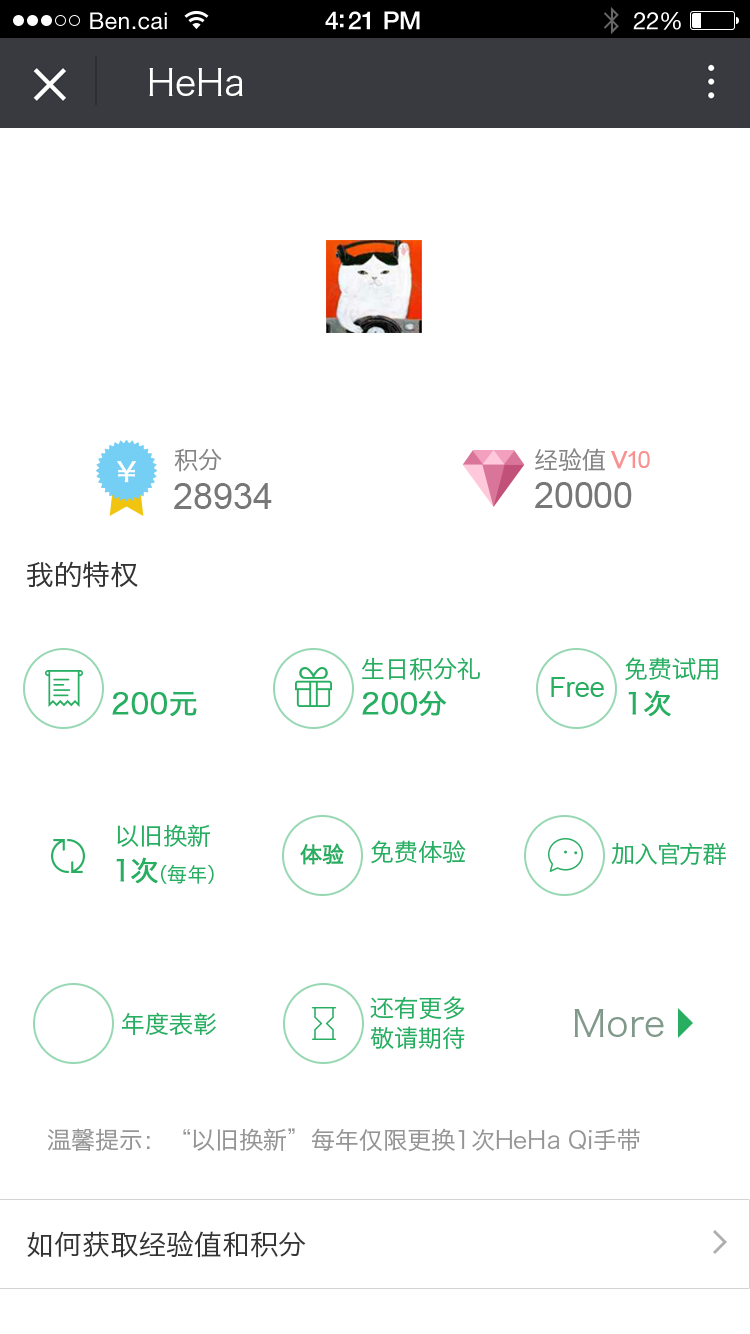 Ben.cai 4:21 PM 22%
HeHa
¥
积分
28934
经验值 V10
20000
我的特权
200元
生日积分礼
200分
Free
免费试用
1次
以旧换新
1次(每年)
体验
免费体验
加入官方群
年度表彰
还有更多
敬请期待
More
温馨提示：“以旧换新”每年仅限更换1次HeHa Qi手带
如何获取经验值和积分